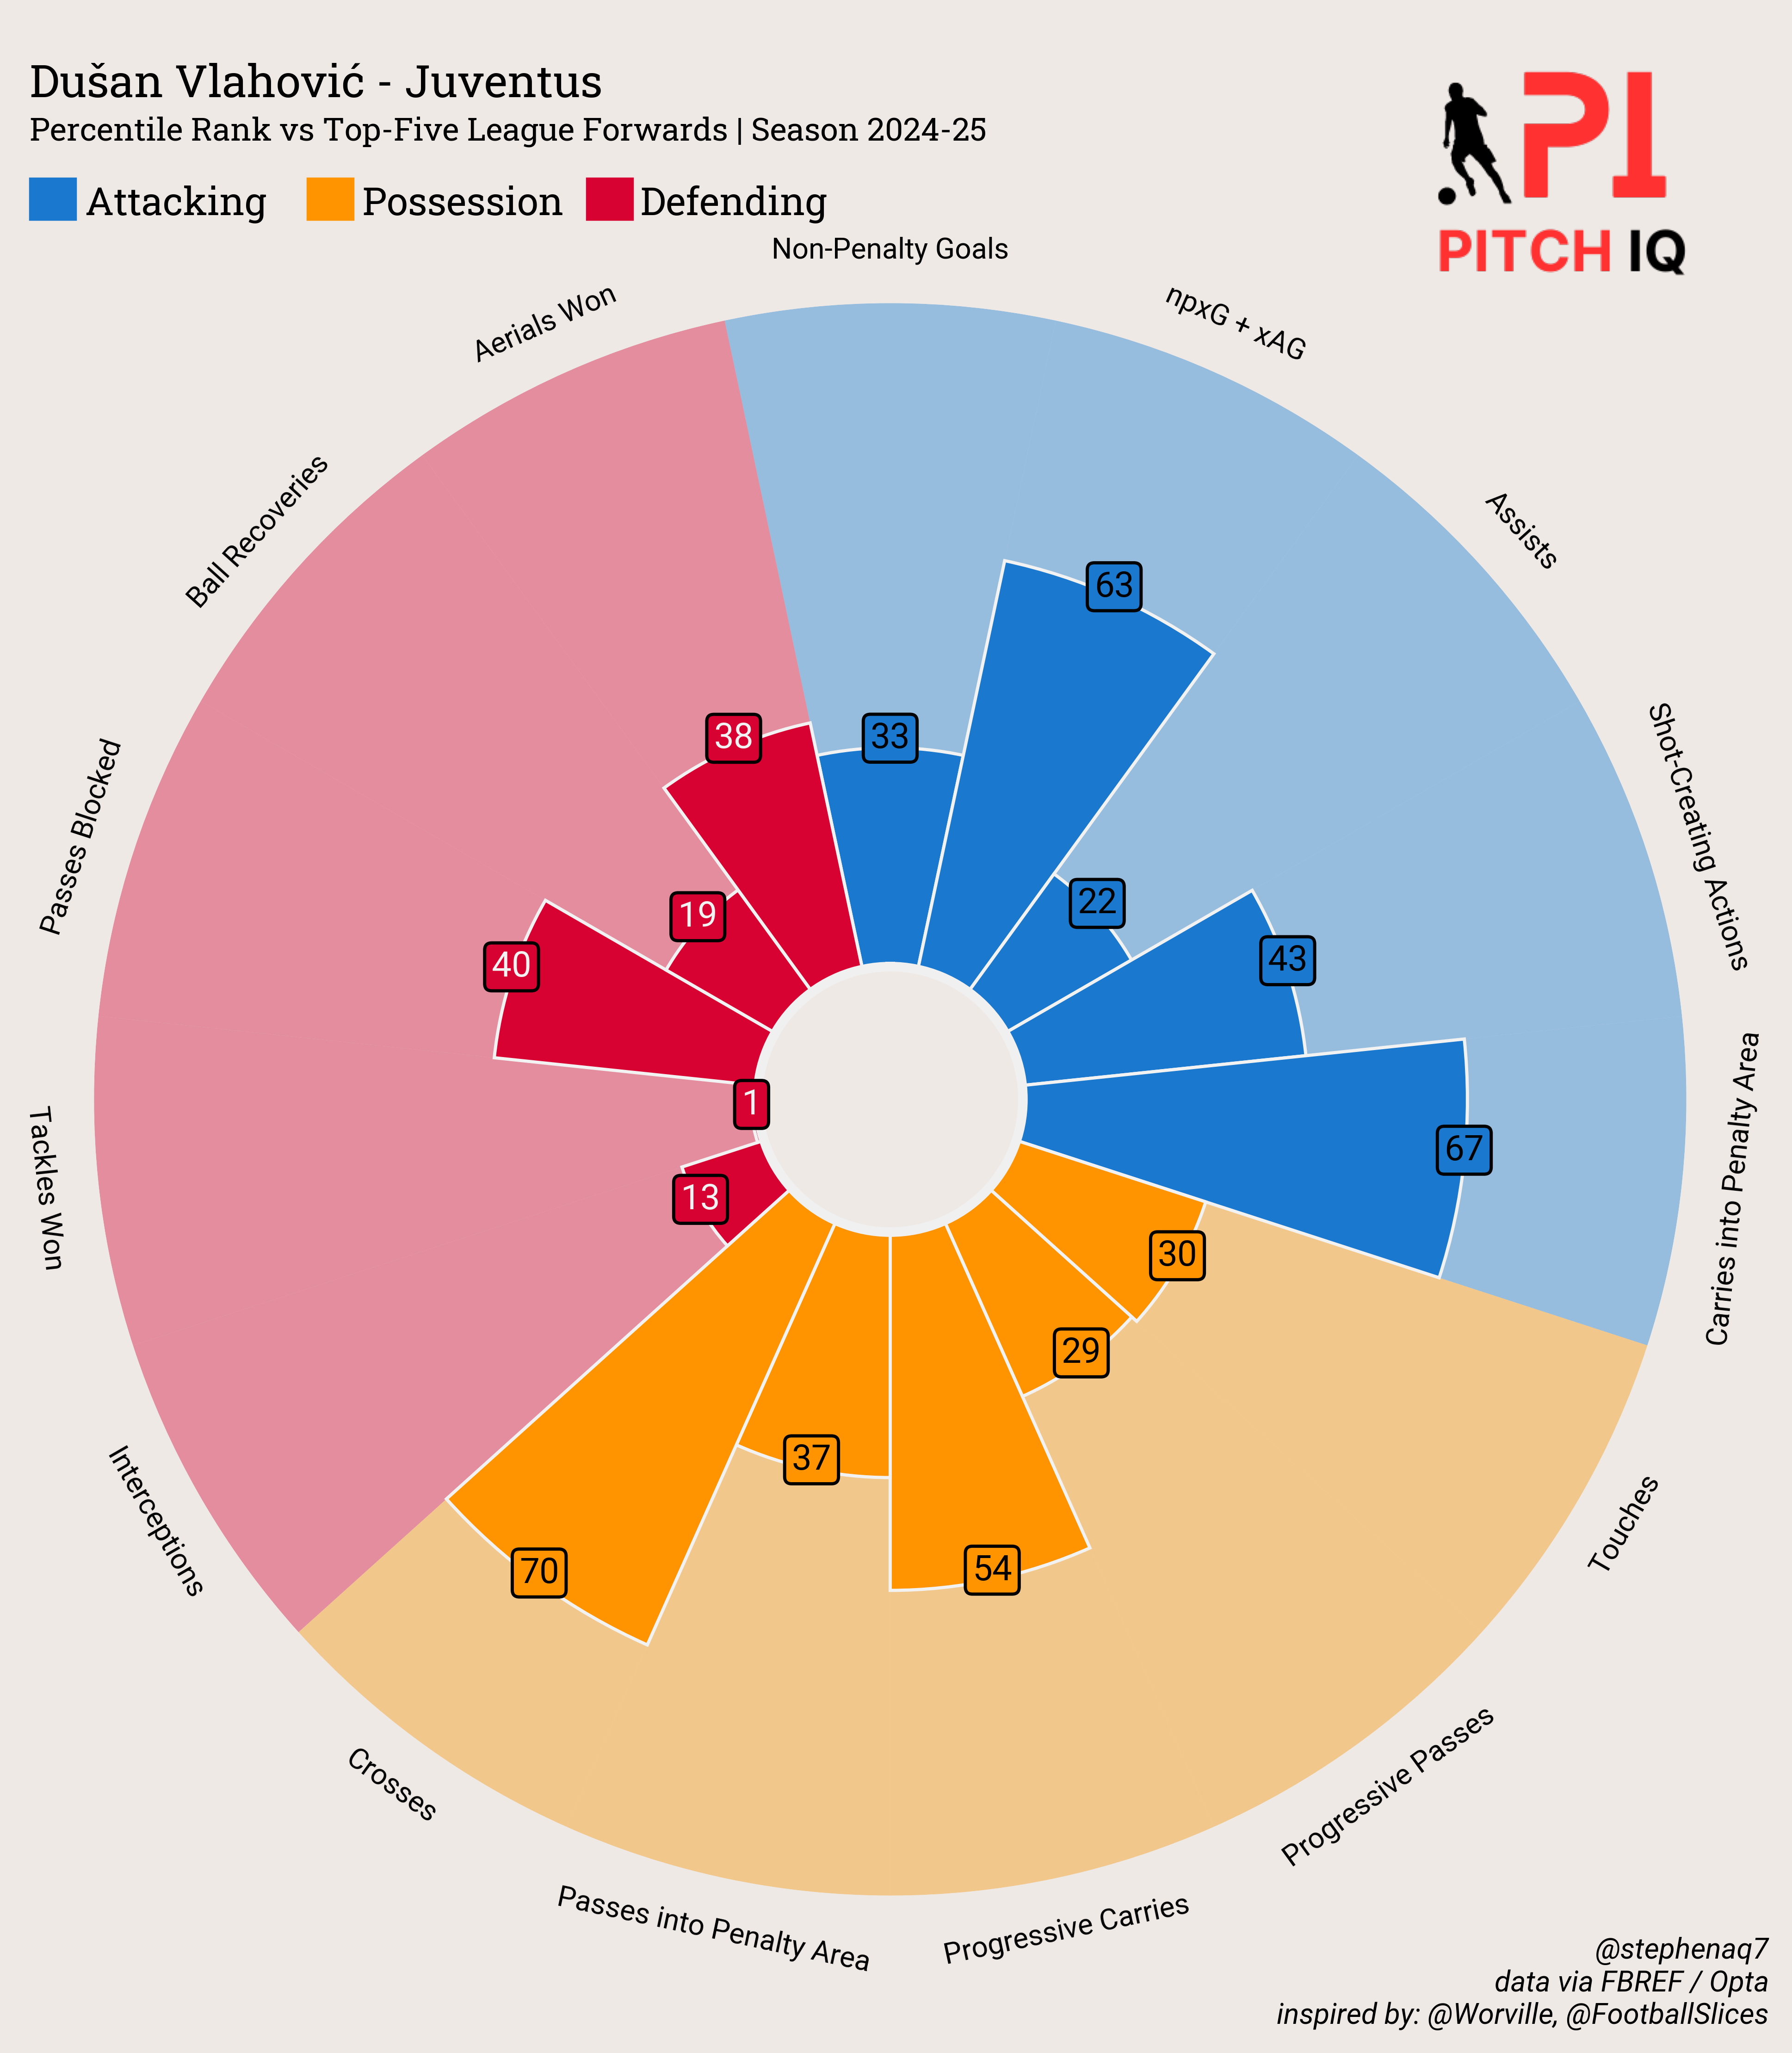 Dušan Vlahović - Juventus
Percentile Rank vs Top-Five League Forwards | Season 2024-25
Attacking
Possession
Defending
PI
PITCH IQ
Non-Penalty Goals
npxG + xAG
Assists
Shot-Creating Actions
Carries into Penalty Area
Touches
Progressive Passes
Progressive Carries
Passes into Penalty Area
Crosses
Interceptions
Tackles Won
Passes Blocked
Ball Recoveries
Aerials Won
33
63
22
43
67
30
29
54
37
70
13
1
40
19
38
@stephenaq7
data via FBREF / Opta
inspired by: @Worville, @FootballSlices